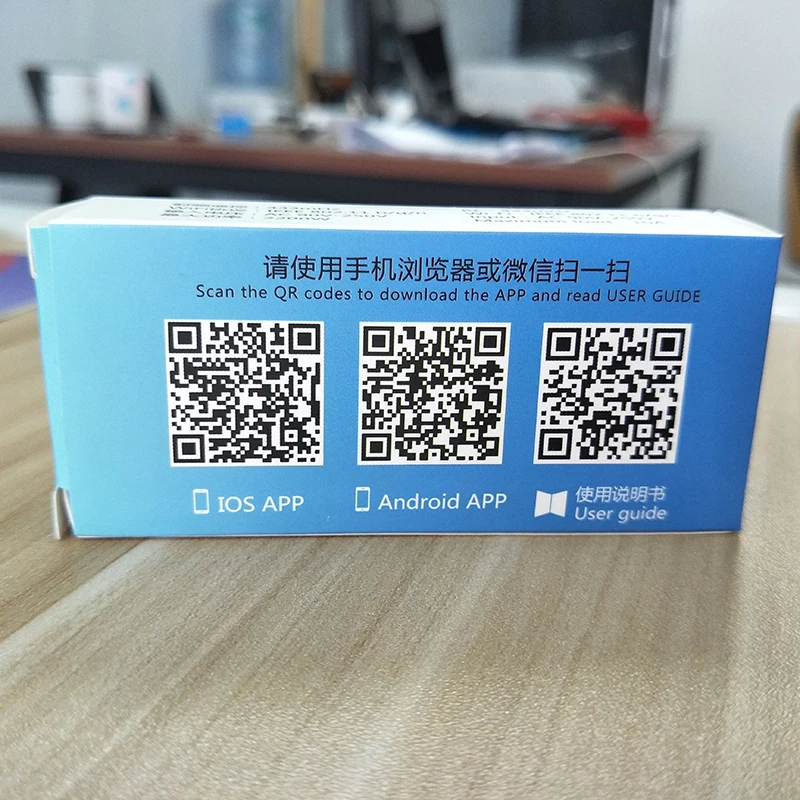 请使用手机浏览器或微信扫一扫
Scan the QR codes to download the APP and read USER GUIDE
IOS APP
Android APP
使用说明书
User guide